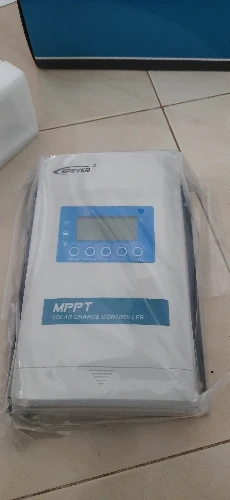 EPEVER
MPPT
SOLAR CHARGE CONTROLLER